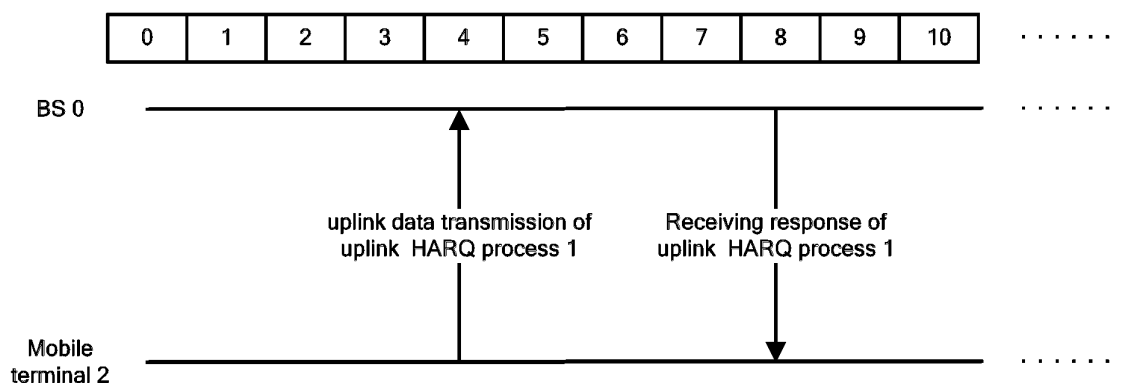 0 1 2 3 4 5 6 7 8 9 10 . . . . . .
BS 0 . . . . . .
uplink data transmission of
uplink HARQ process 1
Receiving response of
uplink HARQ process 1
Mobile
terminal 2 . . . . . .